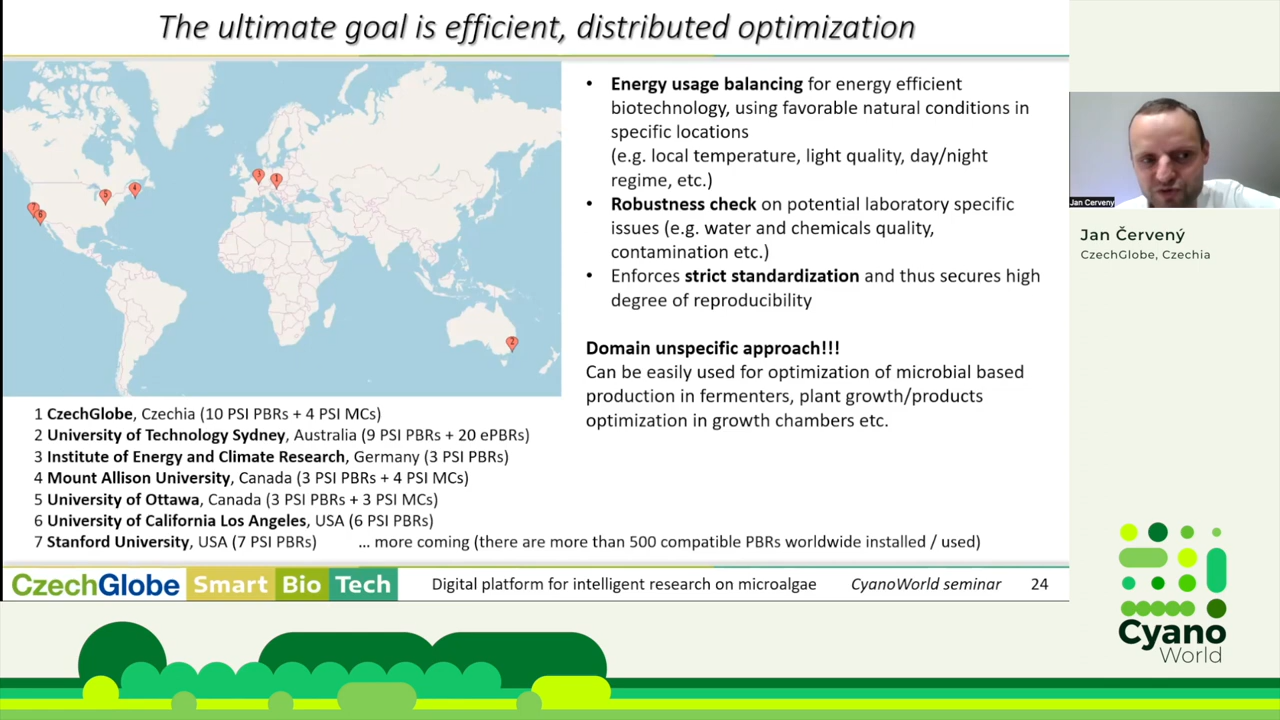 The ultimate goal is efficient, distributed optimization
7
6
5
4
3
1
2
• Energy usage balancing for energy efficient
biotechnology, using favorable natural conditions in
specific locations
(e.g. local temperature, light quality, day/night
regime, etc.)
• Robustness check on potential laboratory specific
issues (e.g. water and chemicals quality,
contamination etc.)
• Enforces strict standardization and thus secures high
degree of reproducibility
Domain unspecific approach!!!
Can be easily used for optimization of microbial based
production in fermenters, plant growth/products
optimization in growth chambers etc.
1 CzechGlobe, Czechia (10 PSI PBRs + 4 PSI MCs)
2 University of Technology Sydney, Australia (9 PSI PBRs + 20 ePBRs)
3 Institute of Energy and Climate Research, Germany (3 PSI PBRs)
4 Mount Allison University, Canada (3 PSI PBRs + 4 PSI MCs)
5 University of Ottawa, Canada (3 PSI PBRs + 3 PSI MCs)
6 University of California Los Angeles, USA (6 PSI PBRs)
7 Stanford University, USA (7 PSI PBRs) ... more coming (there are more than 500 compatible PBRs worldwide installed / used)
CzechGlobe Smart Bio Tech Digital platform for intelligent research on microalgae CyanoWorld seminar 24
Jan Cerveny
Jan Červený
CzechGlobe, Czechia
Cyano
World